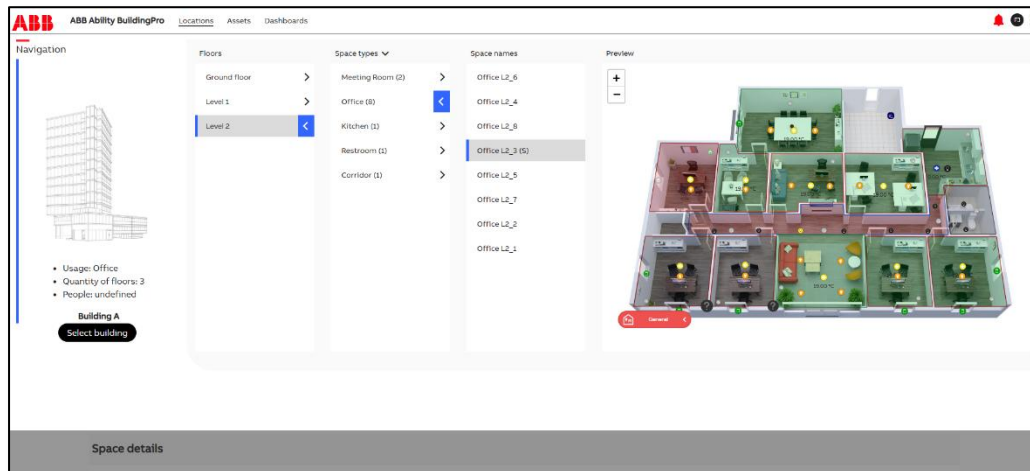 ABB
ABB Ability BuildingPro
Locations
Assets
Dashboards
Navigation
Usage: Office
Quantity of floors: 3
People: undefined
Building A
Select building
Floors
Ground floor
Level 1
Level 2
Space types
Meeting Room (2)
Office (8)
Kitchen (1)
Restroom (1)
Corridor (1)
Space names
Office L2_6
Office L2_4
Office L2_8
Office L2_3 (S)
Office L2_5
Office L2_7
Office L2_2
Office L2_1
Preview
+
−
General
Space details